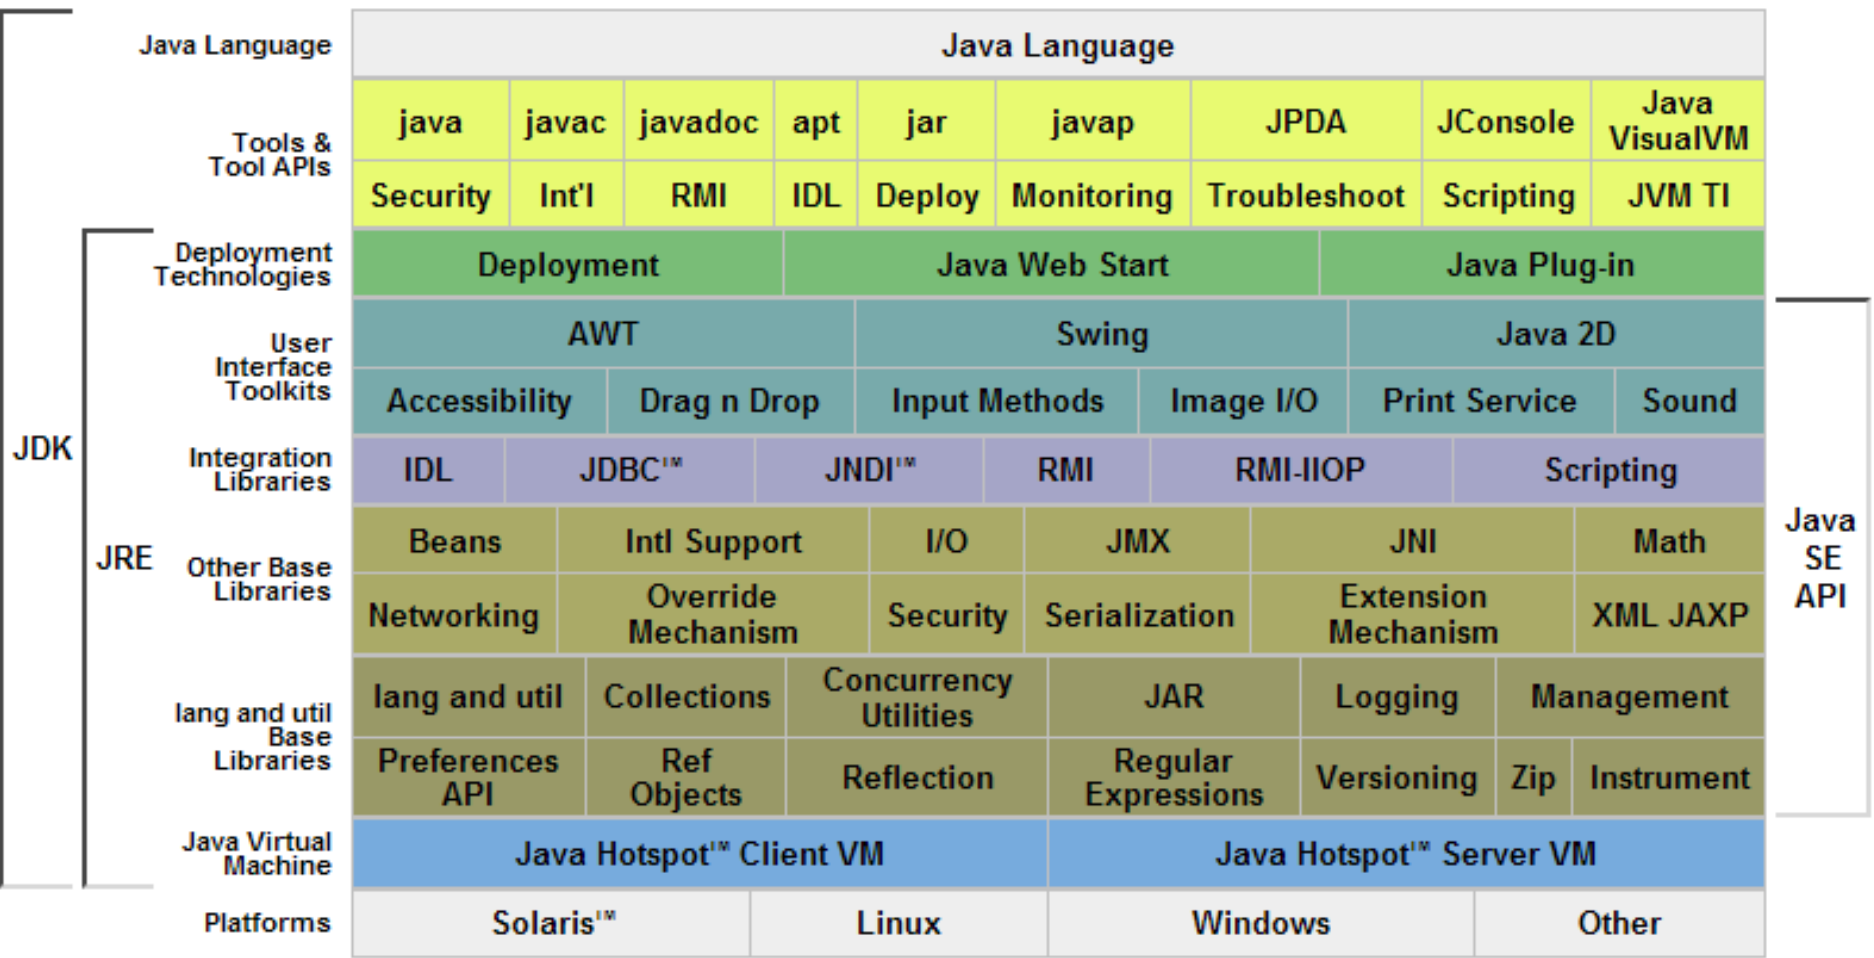 Java Language
Java Language
Tools &
Tool APIs
java
javac
javadoc
apt
jar
javap
JPDA
JConsole
Java
VisualVM
Security
Int'l
RMI
IDL
Deploy
Monitoring
Troubleshoot
Scripting
JVM TI
Deployment
Technologies
Deployment
Java Web Start
Java Plug-in
User
Interface
Toolkits
AWT
Swing
Java 2D
Accessibility
Drag n Drop
Input Methods
Image I/O
Print Service
Sound
JDK
Integration
Libraries
IDL
JDBC™
JNDI™
RMI
RMI-IIOP
Scripting
JRE
Other Base
Libraries
Beans
Intl Support
I/O
JMX
JNI
Math
Java
SE
API
Networking
Override
Mechanism
Security
Serialization
Extension
Mechanism
XML JAXP
lang and util
Base
Libraries
lang and util
Collections
Concurrency
Utilities
JAR
Logging
Management
Preferences
API
Ref
Objects
Reflection
Regular
Expressions
Versioning
Zip
Instrument
Java Virtual
Machine
Java Hotspot™ Client VM
Java Hotspot™ Server VM
Platforms
Solaris™
Linux
Windows
Other